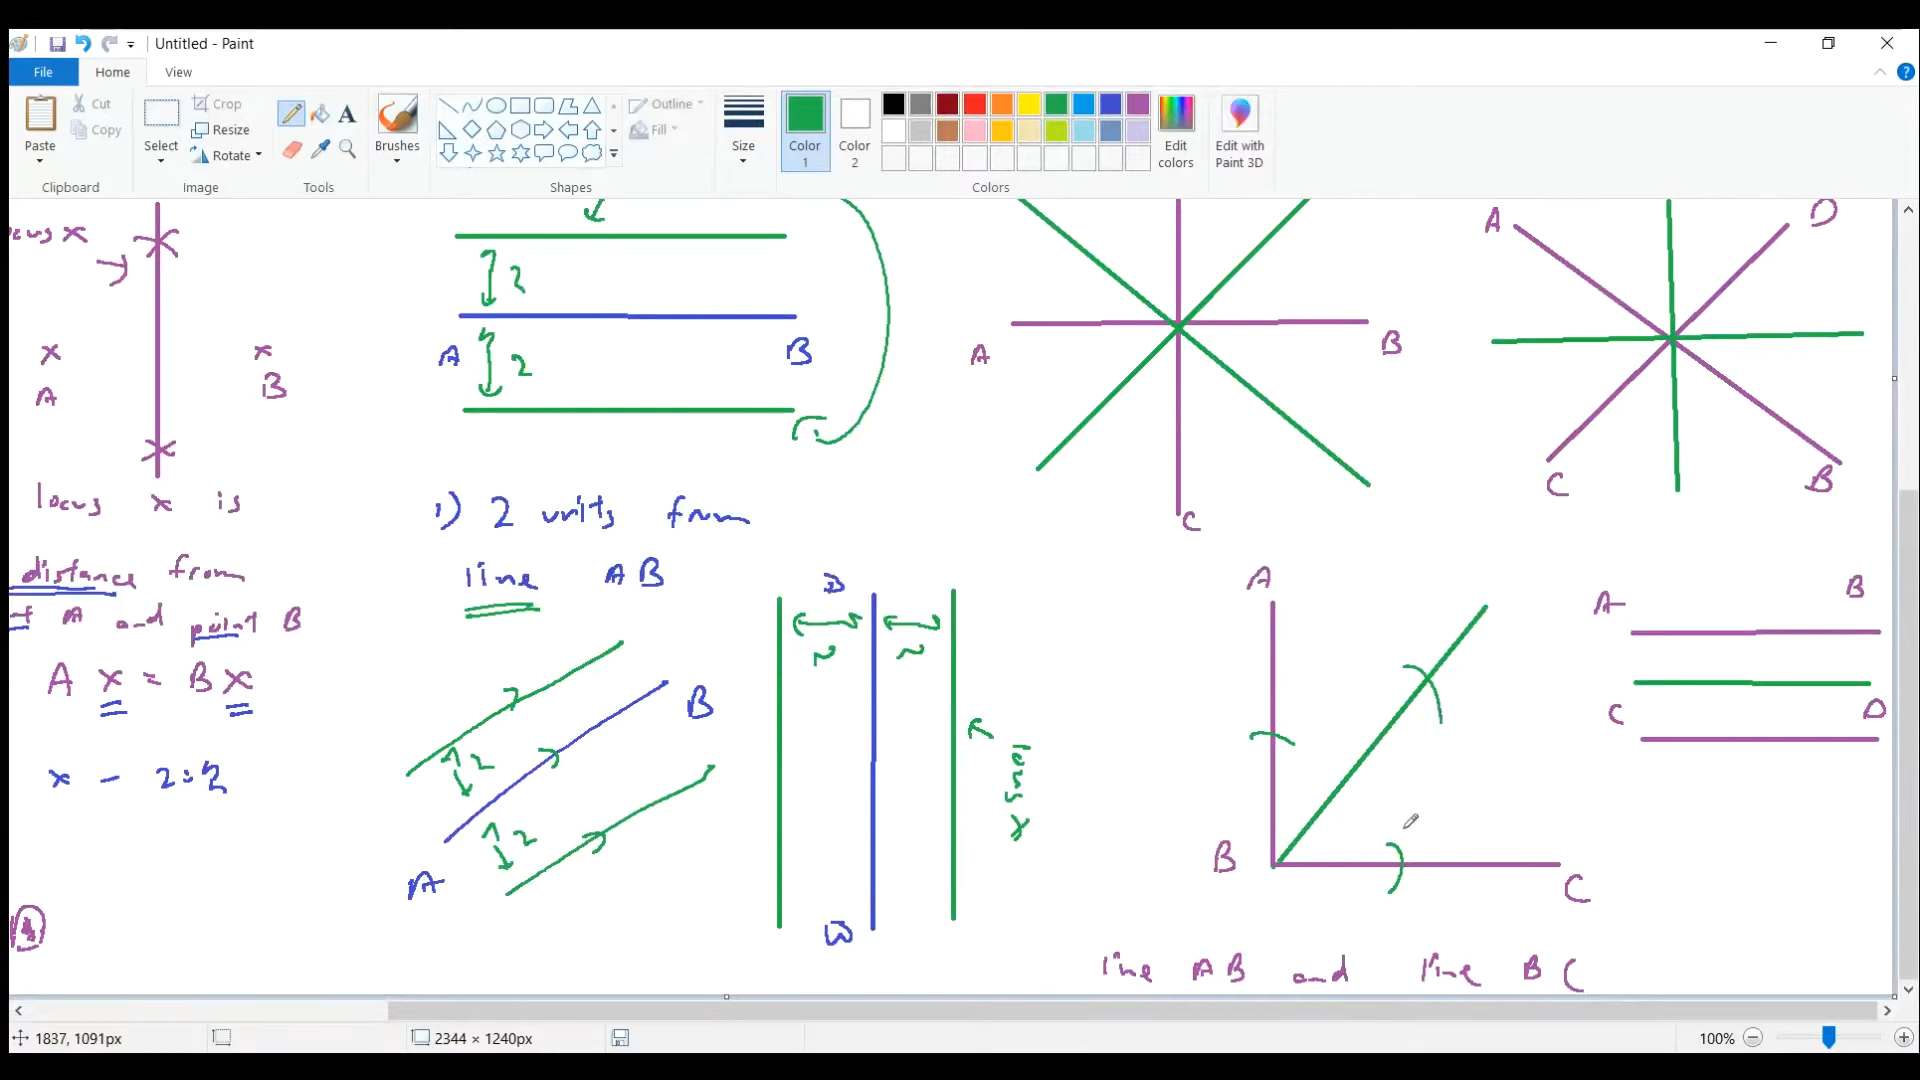 Untitled - Paint
File
Home
View
Paste
Cut
Copy
Clipboard
Select
Crop
Resize
Rotate
Image
A
Tools
Brushes
Shapes
Outline
Fill
Size
Color 1
Color 2
Colors
Edit colors
Edit with Paint 3D
x
x
x
A
B
locus x is
distance from
A and point B
A x = B x
x - 2=2
2
A
B
2
1) 2 units from
line AB
B
2
A
2
B
locus x
A
B
C
A
D
C
B
A
B
C
line AB and line BC
A
B
C
D
1837, 1091px
2344 × 1240px
100%